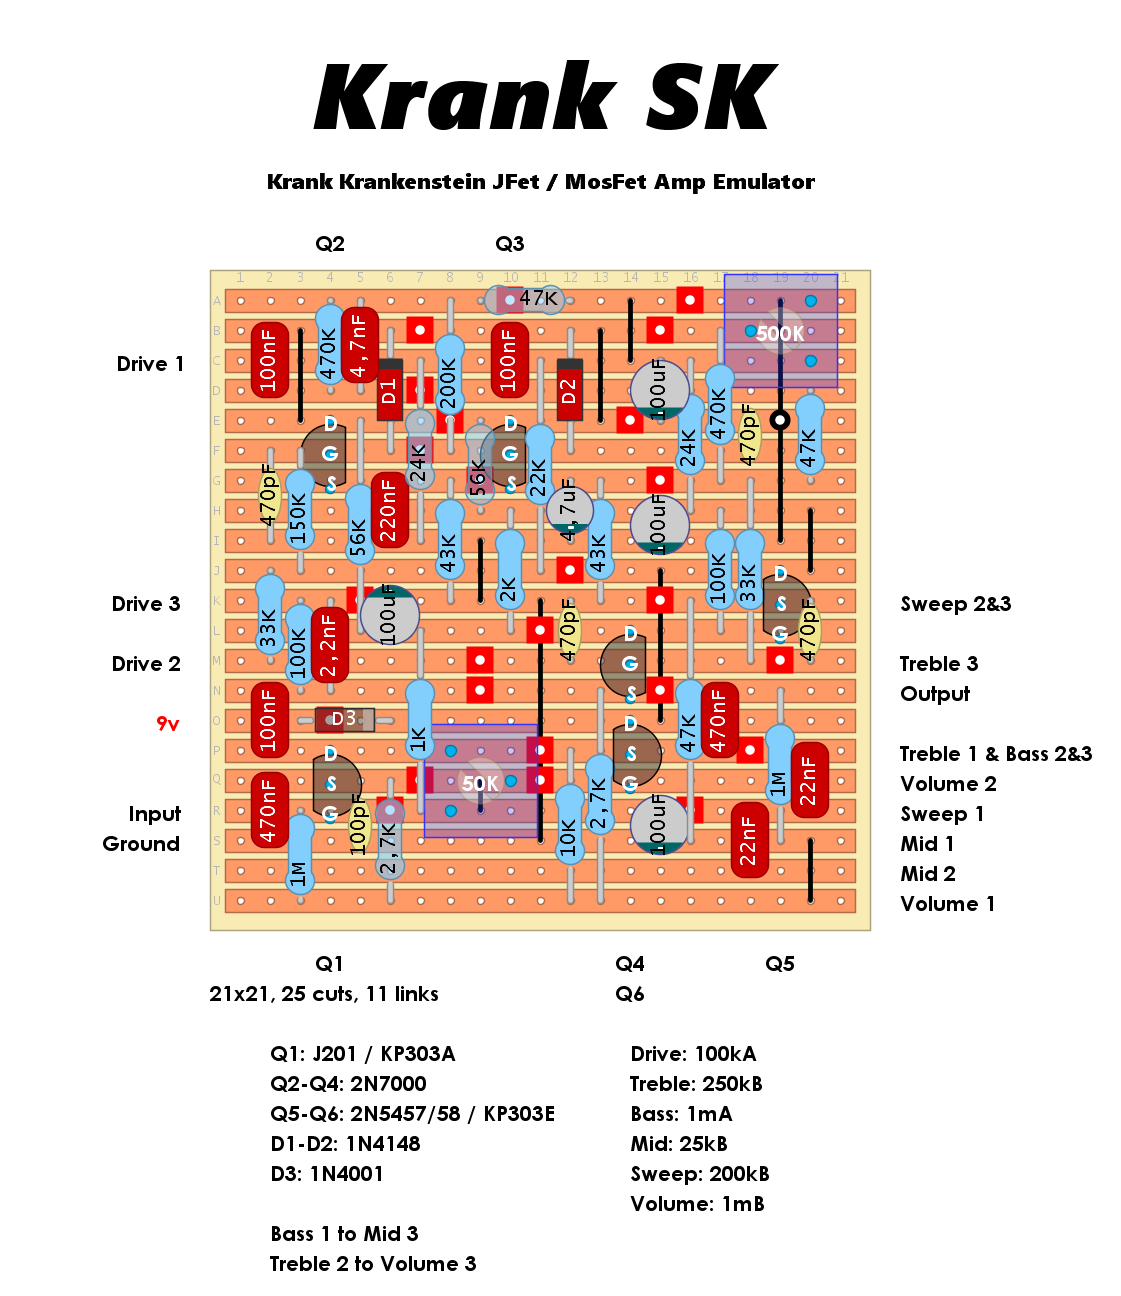 Krank SK
Krank Krankenstein JFet / MosFet Amp Emulator
Q2 Q3
1 2 3 4 5 6 7 8 9 10 11 12 13 14 15 16 17 18 19 20 21
A 47K
B 100nF 470K 4,7nF 100nF 500K
Drive 1 C 200K 100uF
D D1 D2 470K
E D D 24K 470pF 47K
F G 24K G
G 470pF S 56K S 22K
H 150K 220nF 4,7uF 100uF
I 56K 43K 43K
J 2K 100K 33K D
Drive 3 K 100uF S Sweep 2&3
L 33K 100K 2,2nF 470pF D G 470pF
Drive 2 M G Treble 3
N S Output
9v O 100nF D3 D 47K 470nF
P D 1K S Treble 1 & Bass 2&3
Q S 50K G 1M 22nF Volume 2
Input R 470nF G 2,7K Sweep 1
Ground S 100pF 2,7K 10K 100uF 22nF Mid 1
T 1M Mid 2
U Volume 1
Q1 Q4 Q5
21x21, 25 cuts, 11 links Q6
Q1: J201 / KP303A
Q2-Q4: 2N7000
Q5-Q6: 2N5457/58 / KP303E
D1-D2: 1N4148
D3: 1N4001
Bass 1 to Mid 3
Treble 2 to Volume 3
Drive: 100kA
Treble: 250kB
Bass: 1mA
Mid: 25kB
Sweep: 200kB
Volume: 1mB